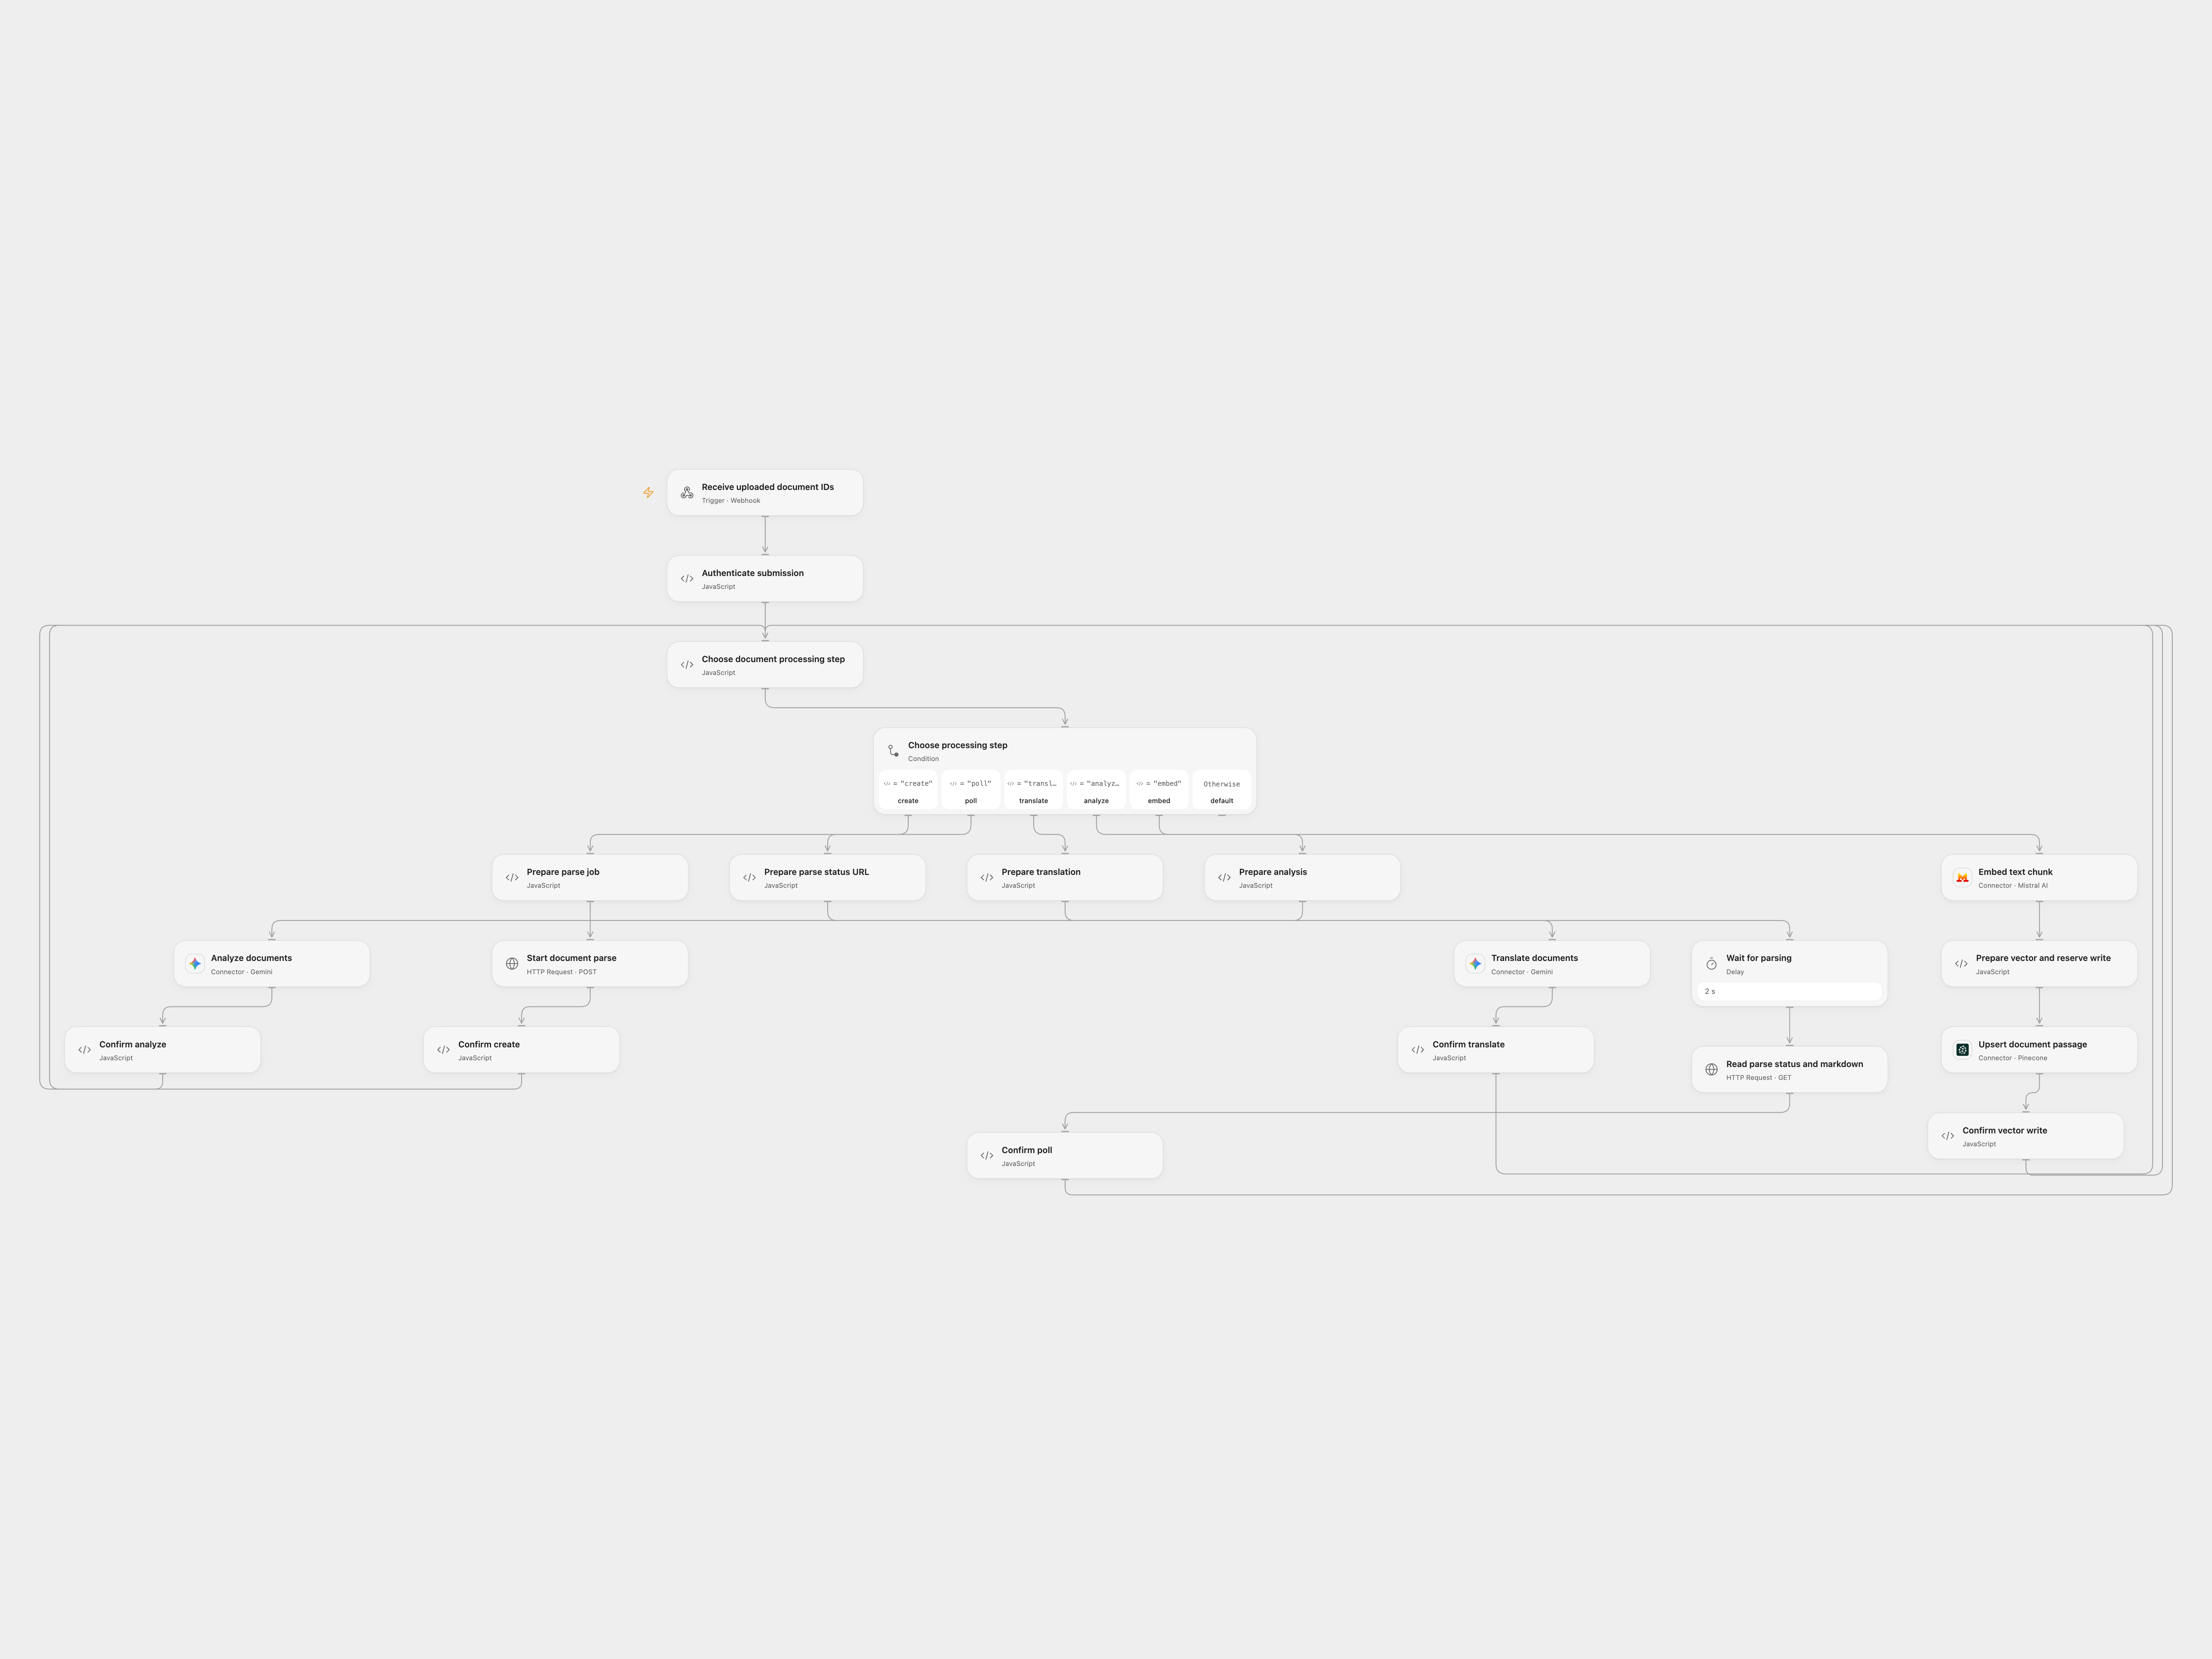 Receive uploaded document IDs
Trigger · Webhook
Authenticate submission
JavaScript
Choose document processing step
JavaScript
Choose processing step
Condition
</> = "create"
create
</> = "poll"
poll
</> = "transl…
translate
</> = "analyz…
analyze
</> = "embed"
embed
Otherwise
default
Prepare parse job
JavaScript
Prepare parse status URL
JavaScript
Prepare translation
JavaScript
Prepare analysis
JavaScript
Embed text chunk
Connector · Mistral AI
Analyze documents
Connector · Gemini
Start document parse
HTTP Request · POST
Translate documents
Connector · Gemini
Wait for parsing
Delay
2 s
Prepare vector and reserve write
JavaScript
Confirm analyze
JavaScript
Confirm create
JavaScript
Confirm translate
JavaScript
Read parse status and markdown
HTTP Request · GET
Upsert document passage
Connector · Pinecone
Confirm poll
JavaScript
Confirm vector write
JavaScript